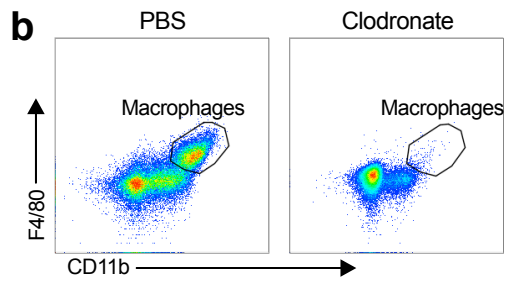 b
PBS
Clodronate
Macrophages
Macrophages
F4/80
CD11b